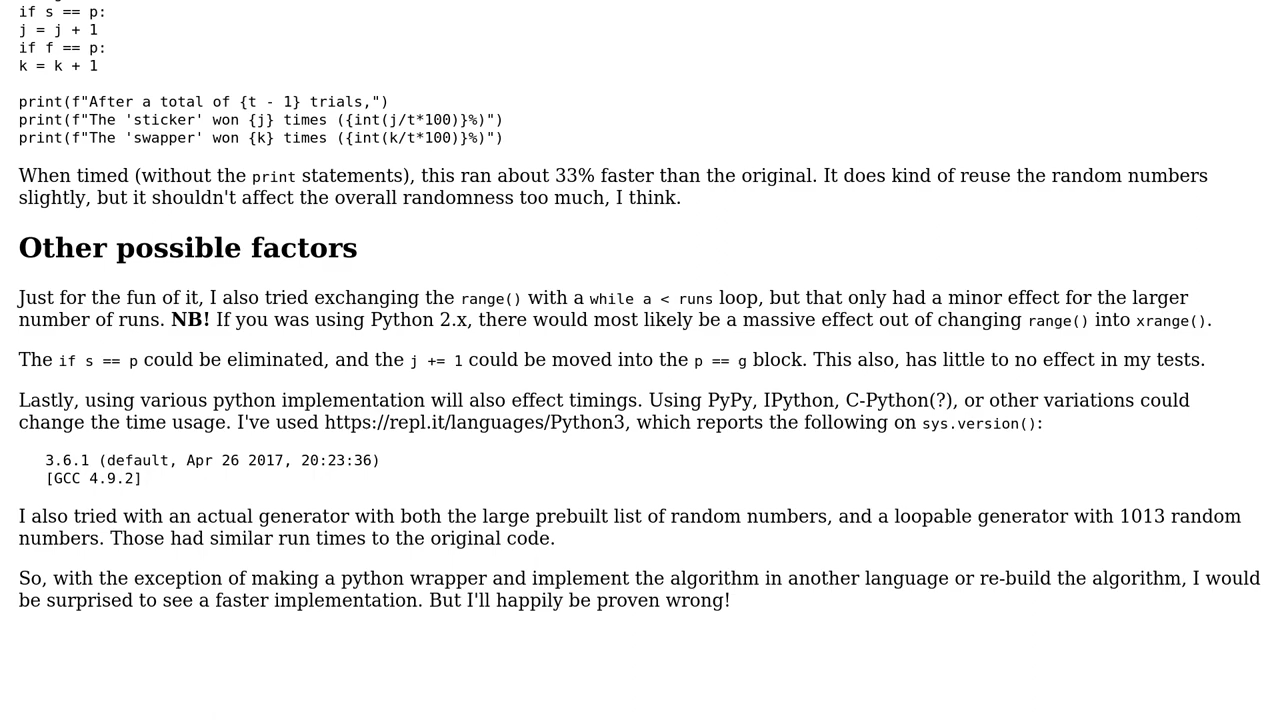 if s == p:
j = j + 1
if f == p:
k = k + 1
print(f"After a total of {t - 1} trials,")
print(f"The 'sticker' won {j} times ({int(j/t*100)}%)")
print(f"The 'swapper' won {k} times ({int(k/t*100)}%)")
When timed (without the print statements), this ran about 33% faster than the original. It does kind of reuse the random numbers
slightly, but it shouldn't affect the overall randomness too much, I think.
Other possible factors
Just for the fun of it, I also tried exchanging the range() with a while a < runs loop, but that only had a minor effect for the larger
number of runs. NB! If you was using Python 2.x, there would most likely be a massive effect out of changing range() into xrange().
The if s == p could be eliminated, and the j += 1 could be moved into the p == g block. This also, has little to no effect in my tests.
Lastly, using various python implementation will also effect timings. Using PyPy, IPython, C-Python(?), or other variations could
change the time usage. I've used https://repl.it/languages/Python3, which reports the following on sys.version():
3.6.1 (default, Apr 26 2017, 20:23:36)
[GCC 4.9.2]
I also tried with an actual generator with both the large prebuilt list of random numbers, and a loopable generator with 1013 random
numbers. Those had similar run times to the original code.
So, with the exception of making a python wrapper and implement the algorithm in another language or re-build the algorithm, I would
be surprised to see a faster implementation. But I'll happily be proven wrong!